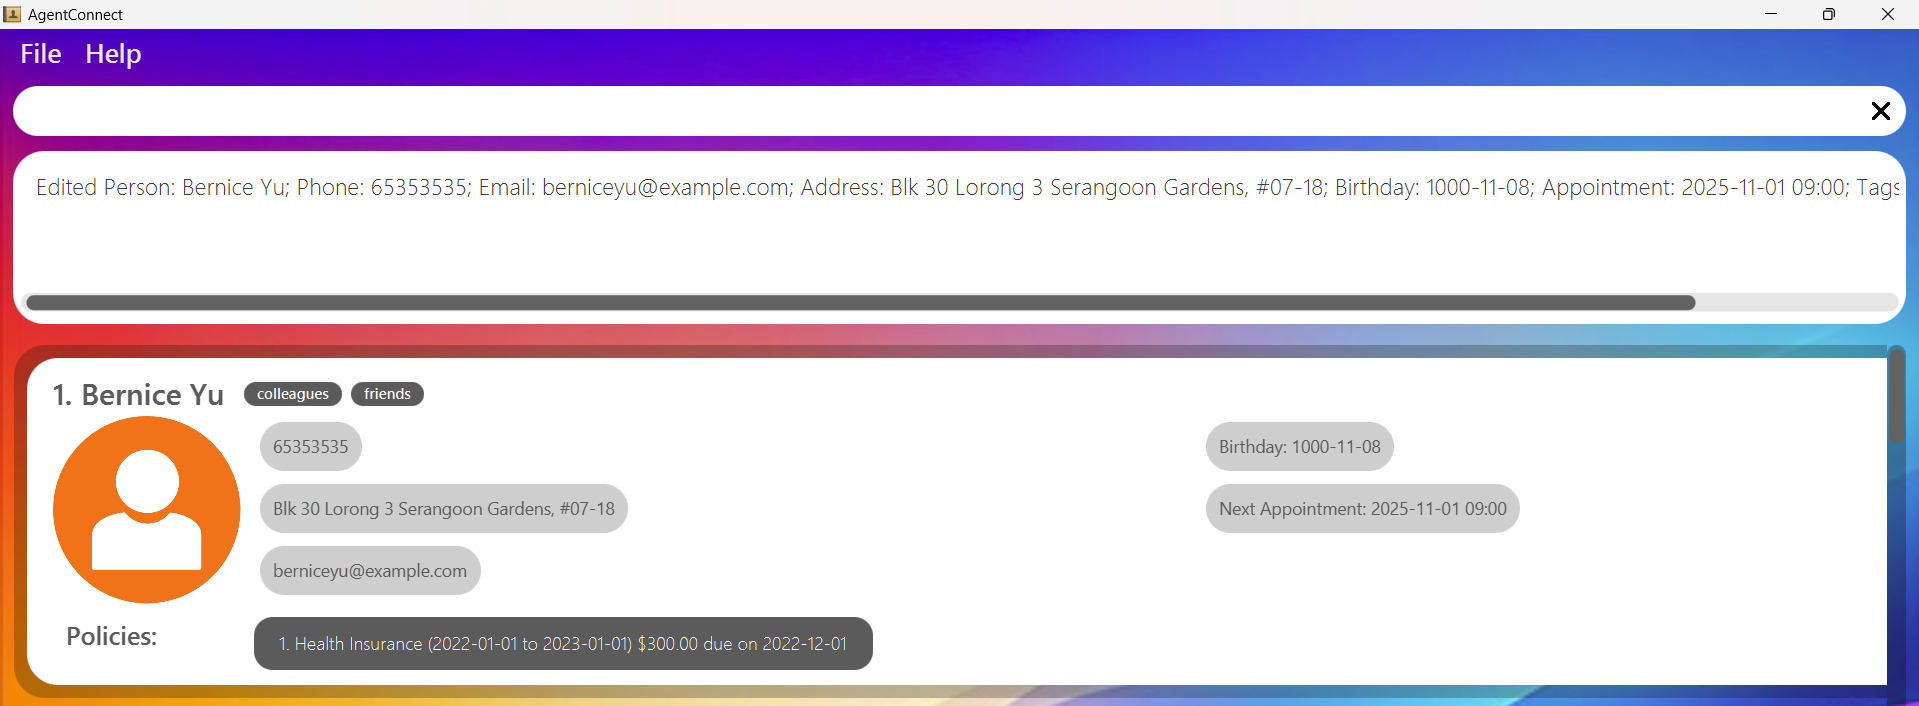 AgentConnect
File Help
Edited Person: Bernice Yu; Phone: 65353535; Email: berniceyu@example.com; Address: Blk 30 Lorong 3 Serangoon Gardens, #07-18; Birthday: 1000-11-08; Appointment: 2025-11-01 09:00; Tags
1. Bernice Yu colleagues friends
65353535
Birthday: 1000-11-08
Blk 30 Lorong 3 Serangoon Gardens, #07-18
Next Appointment: 2025-11-01 09:00
berniceyu@example.com
Policies:
1. Health Insurance (2022-01-01 to 2023-01-01) $300.00 due on 2022-12-01